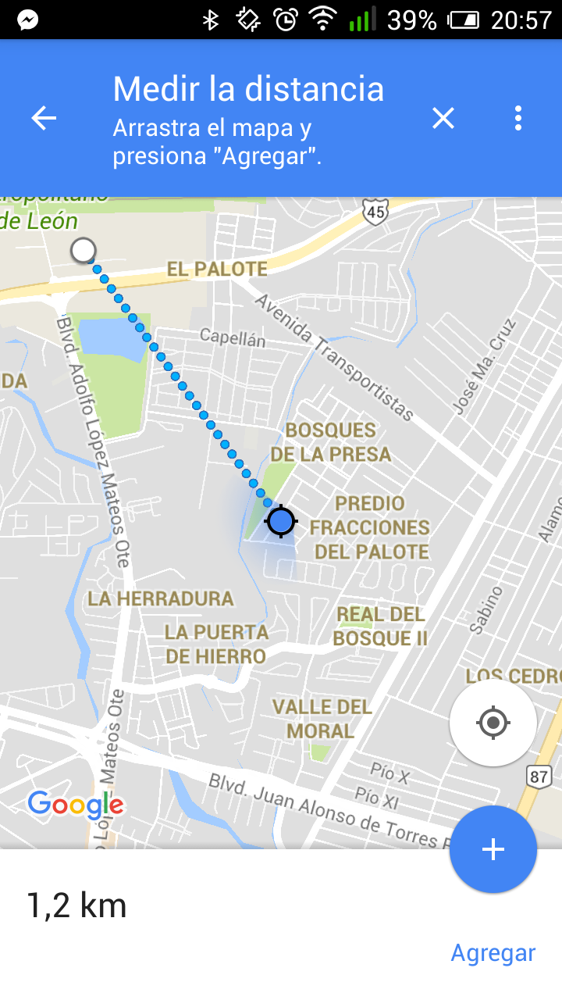 39% 20:57
Medir la distancia
Arrastra el mapa y
presiona "Agregar".
de León
45
EL PALOTE
Avenida Transportistas
Capellán
José Ma. Cruz
Blvd. Adolfo López Mateos Ote
DA
BOSQUES
DE LA PRESA
PREDIO
FRACCIONES
DEL PALOTE
Alamo
LA HERRADURA
Sabino
REAL DEL
BOSQUE II
LA PUERTA
DE HIERRO
LOS CEDRO
VALLE DEL
MORAL
Mateos Ote
Pío X
87
Pío XI
Blvd. Juan Alonso de Torres
Google
1,2 km
Agregar